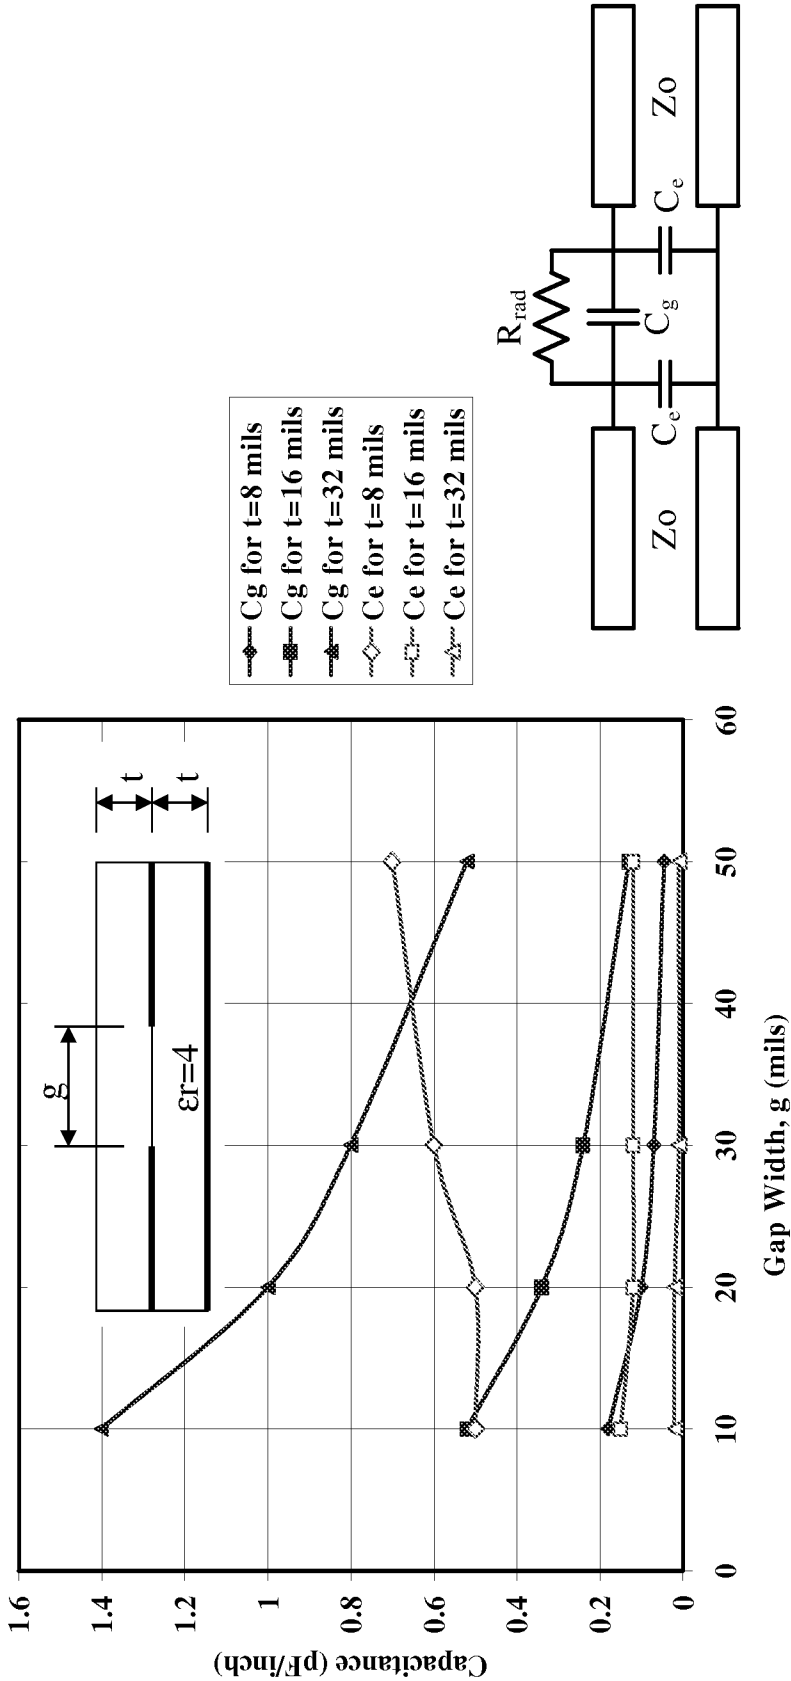 1.6
1.4
1.2
1
0.8
0.6
0.4
0.2
0
Capacitance (pF/inch)
0
10
20
30
40
50
60
Gap Width, g (mils)
g
t
t
εr=4
Cg for t=8 mils
Cg for t=16 mils
Cg for t=32 mils
Ce for t=8 mils
Ce for t=16 mils
Ce for t=32 mils
Rrad
Cg
Ce
Ce
Zo
Zo